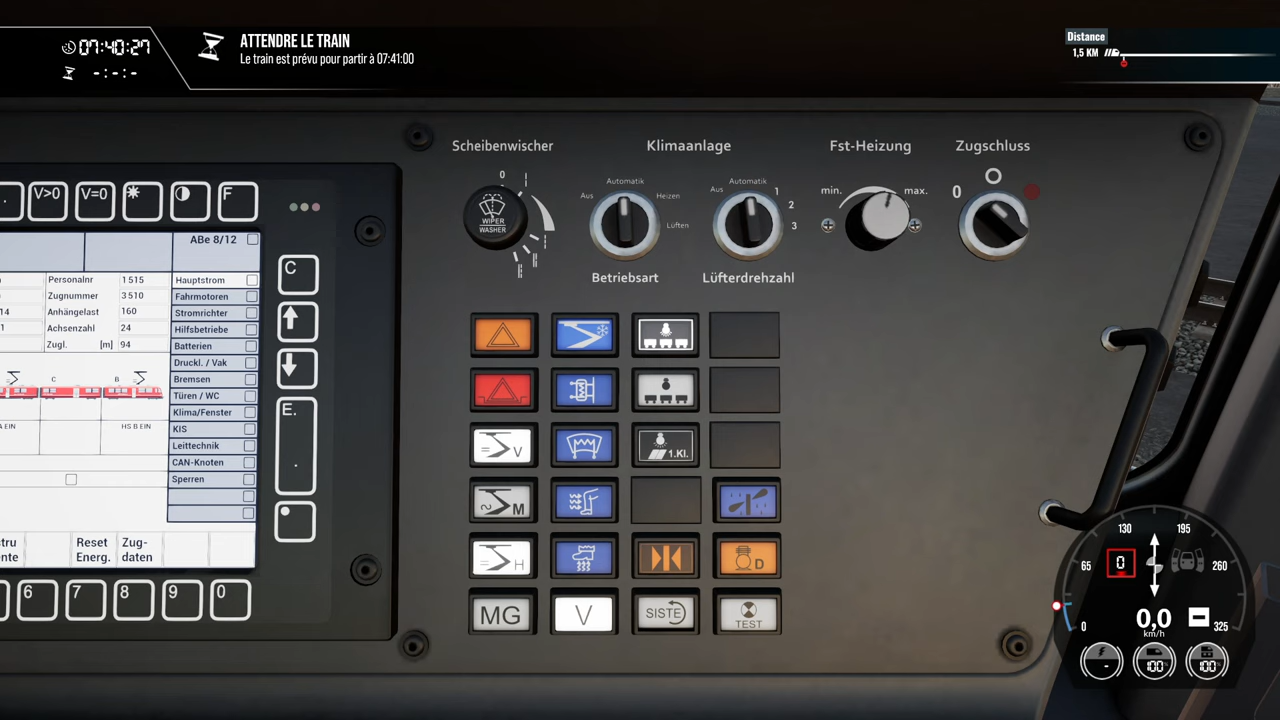 07:40:27
- : - : -
ATTENDRE LE TRAIN
Le train est prévu pour partir à 07:41:00
Distance
1,5 KM
Scheibenwischer
Klimaanlage
Fst-Heizung
Zugschluss
0
WIPER
WASHER
Aus
Automatik
Heizen
Lüften
Betriebsart
Aus
Automatik
1
2
3
Lüfterdrehzahl
min.
max.
0
V>0
V=0
F
ABe 8/12
Personalnr 1515
Zugnummer 3510
14 Anhängelast 160
1 Achsenzahl 24
Zugl. [m] 94
Hauptstrom
Fahrmotoren
Stromrichter
Hilfsbetriebe
Batterien
Druckl. / Vak
Bremsen
Türen / WC
Klima/Fenster
KIS
Leittechnik
CAN-Knoten
Sperren
C
B
A EIN
HS B EIN
Reset
Energ.
Zug-
daten
C
E.
6
7
8
9
0
V
1.Kl.
M
H
D
MG
V
SISTE
TEST
130
195
65
0
260
0,0
km/h
0
325
-
100
100